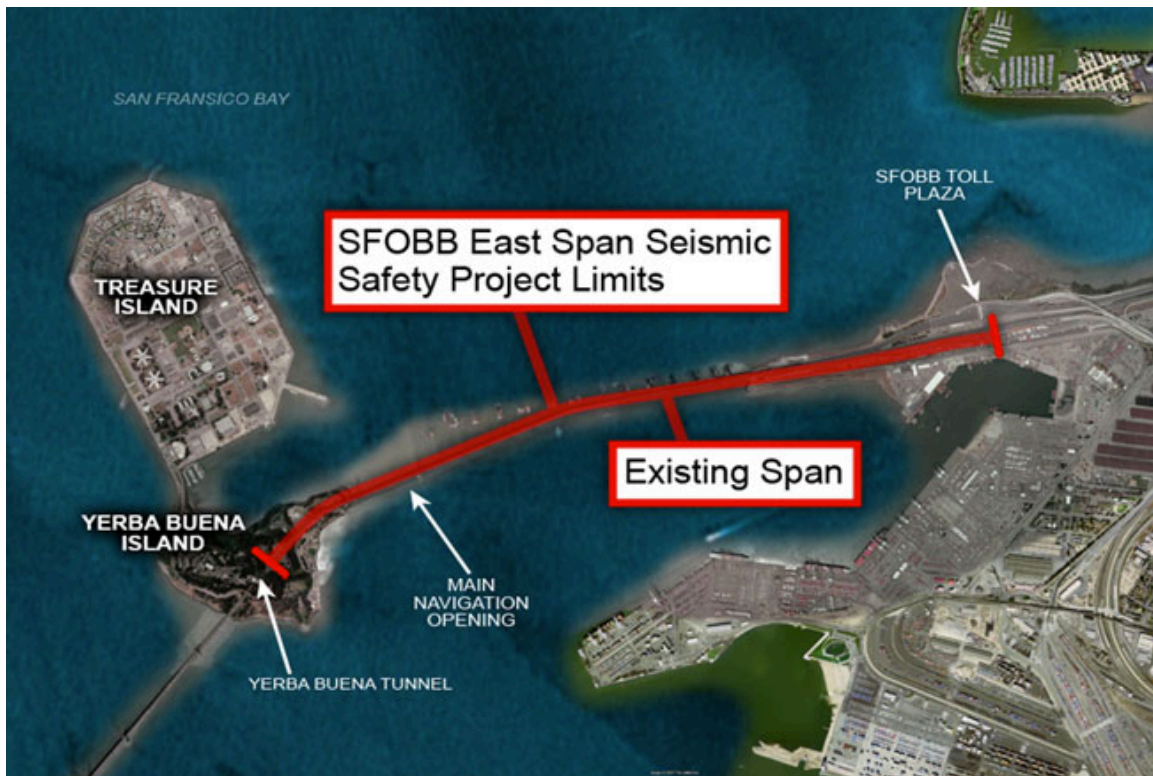 SAN FRANSICO BAY
SFOBB TOLL
PLAZA
SFOBB East Span Seismic
Safety Project Limits
TREASURE
ISLAND
Existing Span
YERBA BUENA
ISLAND
MAIN
NAVIGATION
OPENING
YERBA BUENA TUNNEL